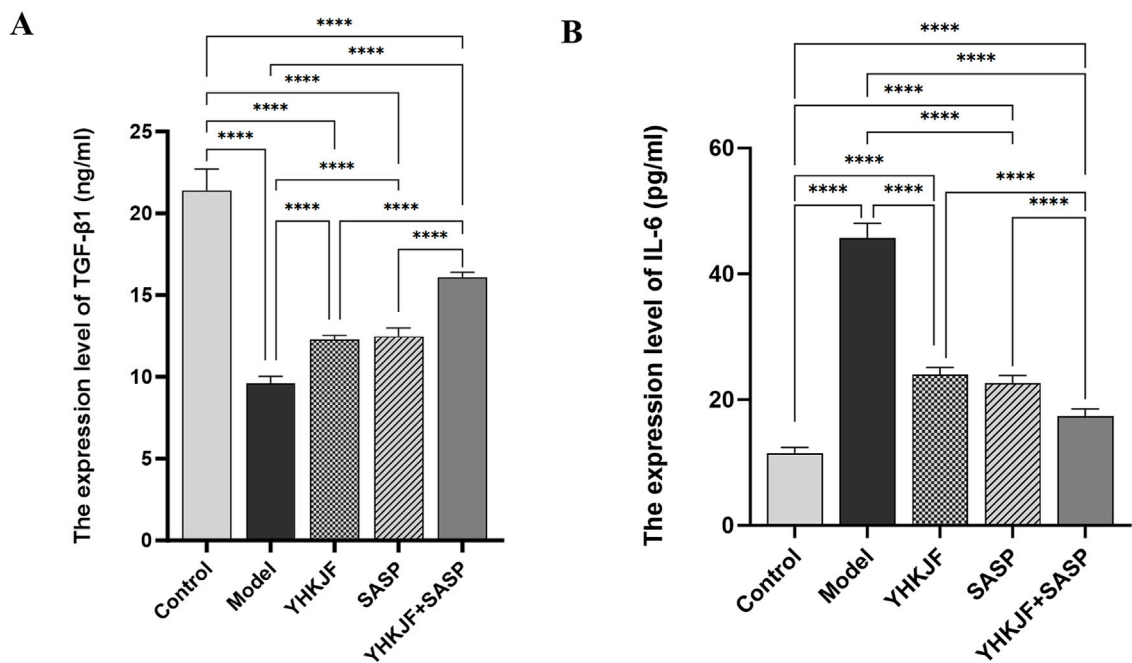 A
****
****
****
****
****
****
****
****
****
The expression level of TGF-β1 (ng/ml)
25
20
15
10
5
0
Control
Model
YHKJF
SASP
YHKJF+SASP
B
****
****
****
****
****
****
****
****
****
The expression level of IL-6 (pg/ml)
60
40
20
0
Control
Model
YHKJF
SASP
YHKJF+SASP